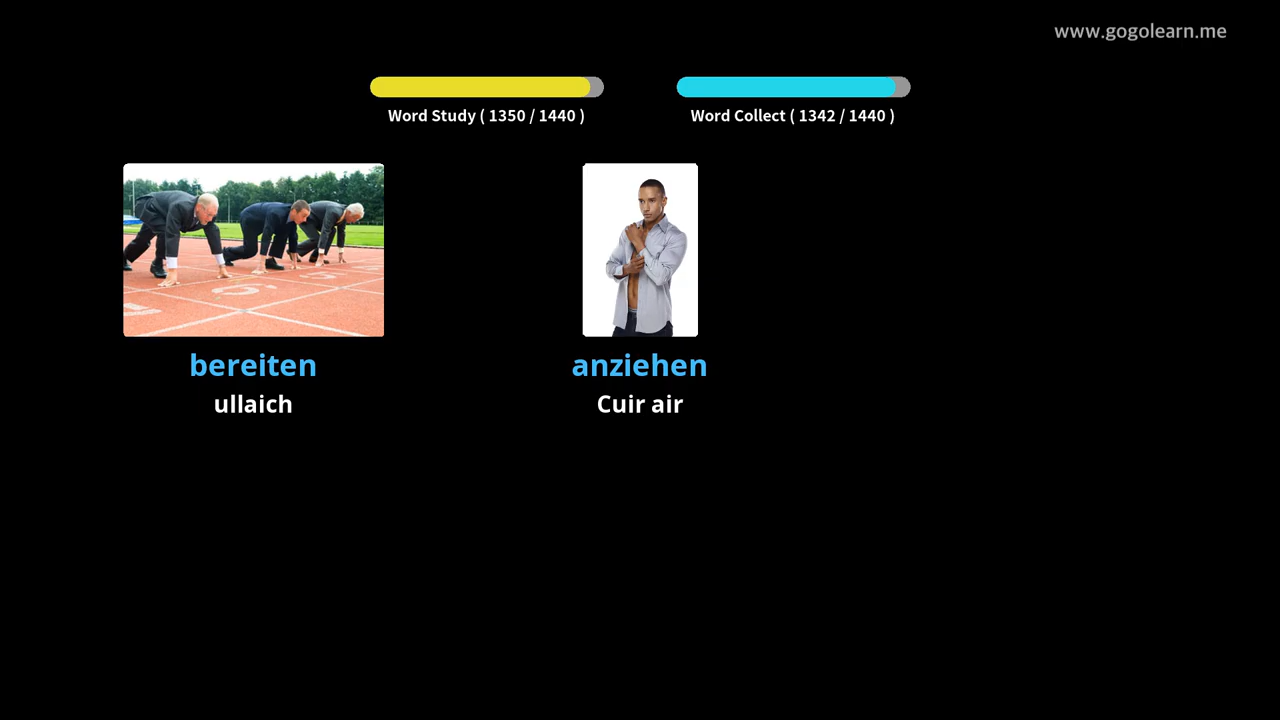 www.gogolearn.me
Word Study ( 1350 / 1440 )
Word Collect ( 1342 / 1440 )
bereiten
anziehen
ullaich
Cuir air